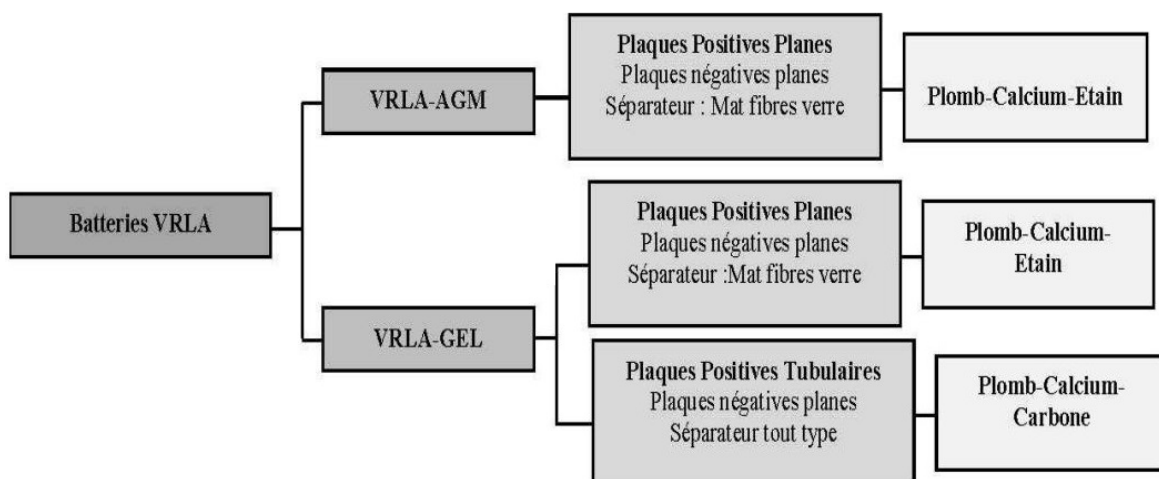 Batteries VRLA
VRLA-AGM
Plaques Positives Planes
Plaques négatives planes
Séparateur : Mat fibres verre
Plomb-Calcium-Etain
VRLA-GEL
Plaques Positives Planes
Plaques négatives planes
Séparateur :Mat fibres verre
Plomb-Calcium-
Etain
Plaques Positives Tubulaires
Plaques négatives planes
Séparateur tout type
Plomb-Calcium-
Carbone